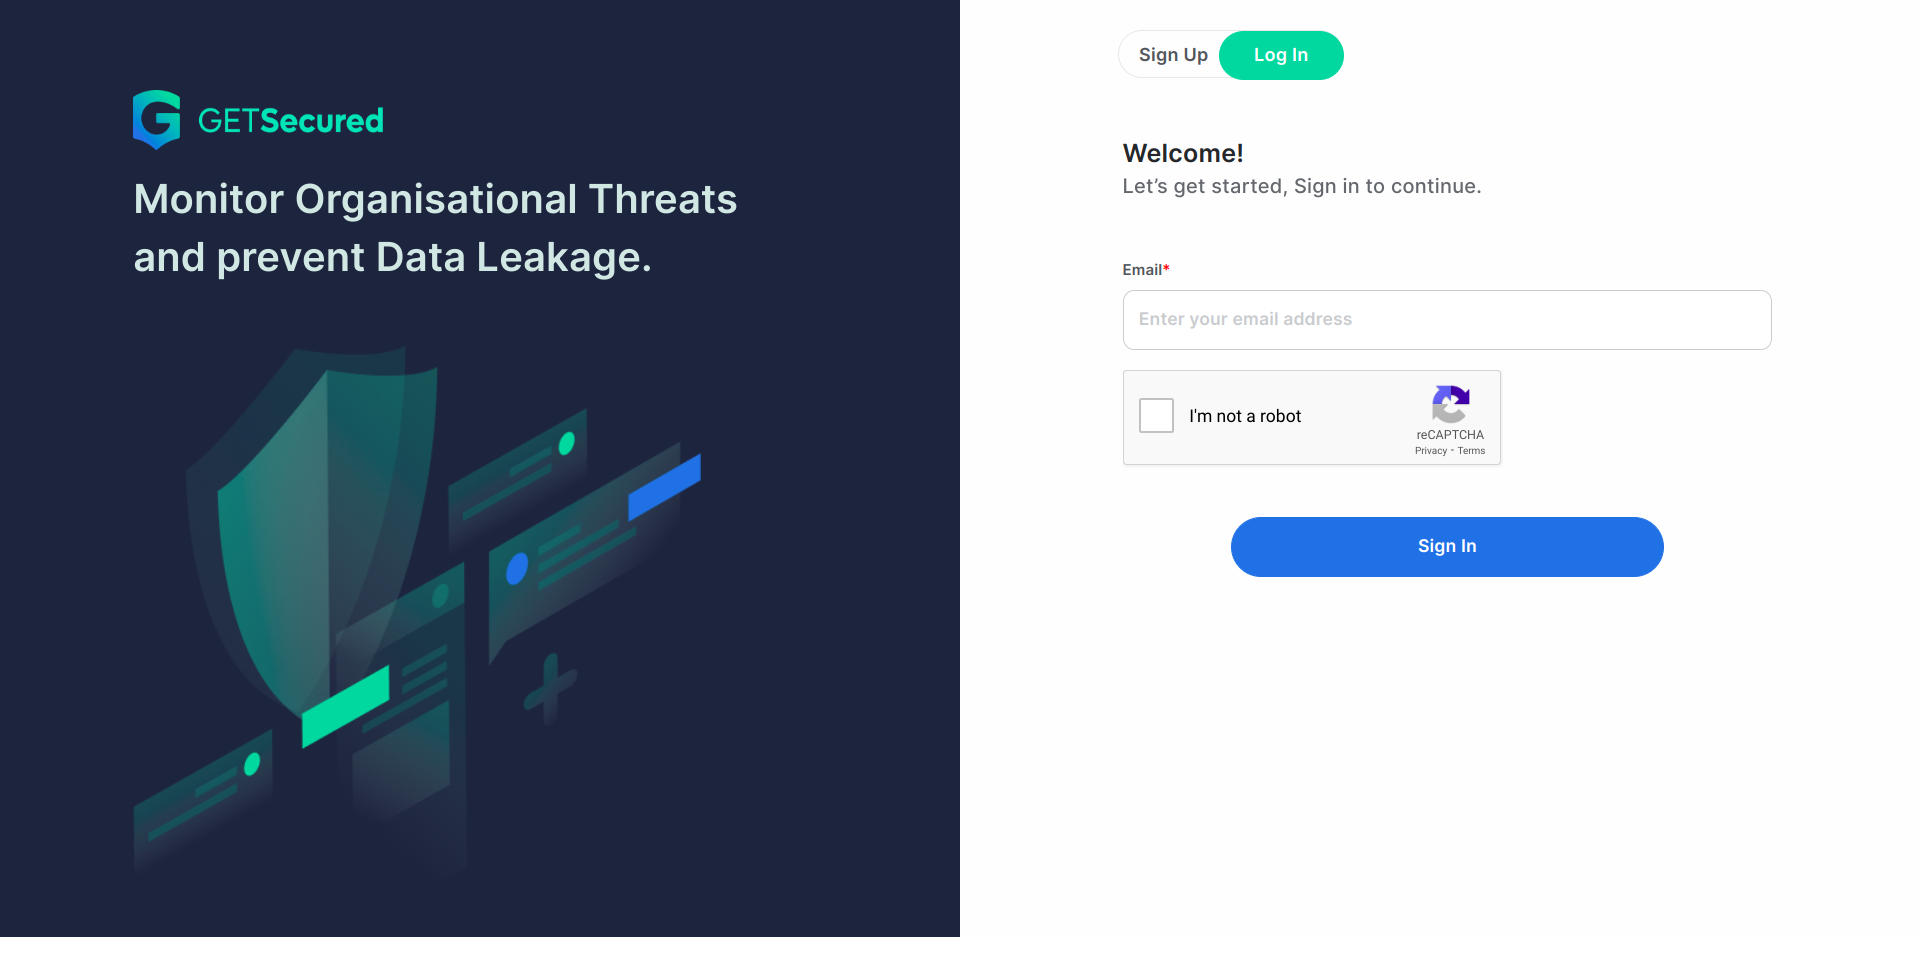 GETSecured
Monitor Organisational Threats
and prevent Data Leakage.
Sign Up
Log In
Welcome!
Let’s get started, Sign in to continue.
Email*
Enter your email address
I'm not a robot
reCAPTCHA
Privacy - Terms
Sign In